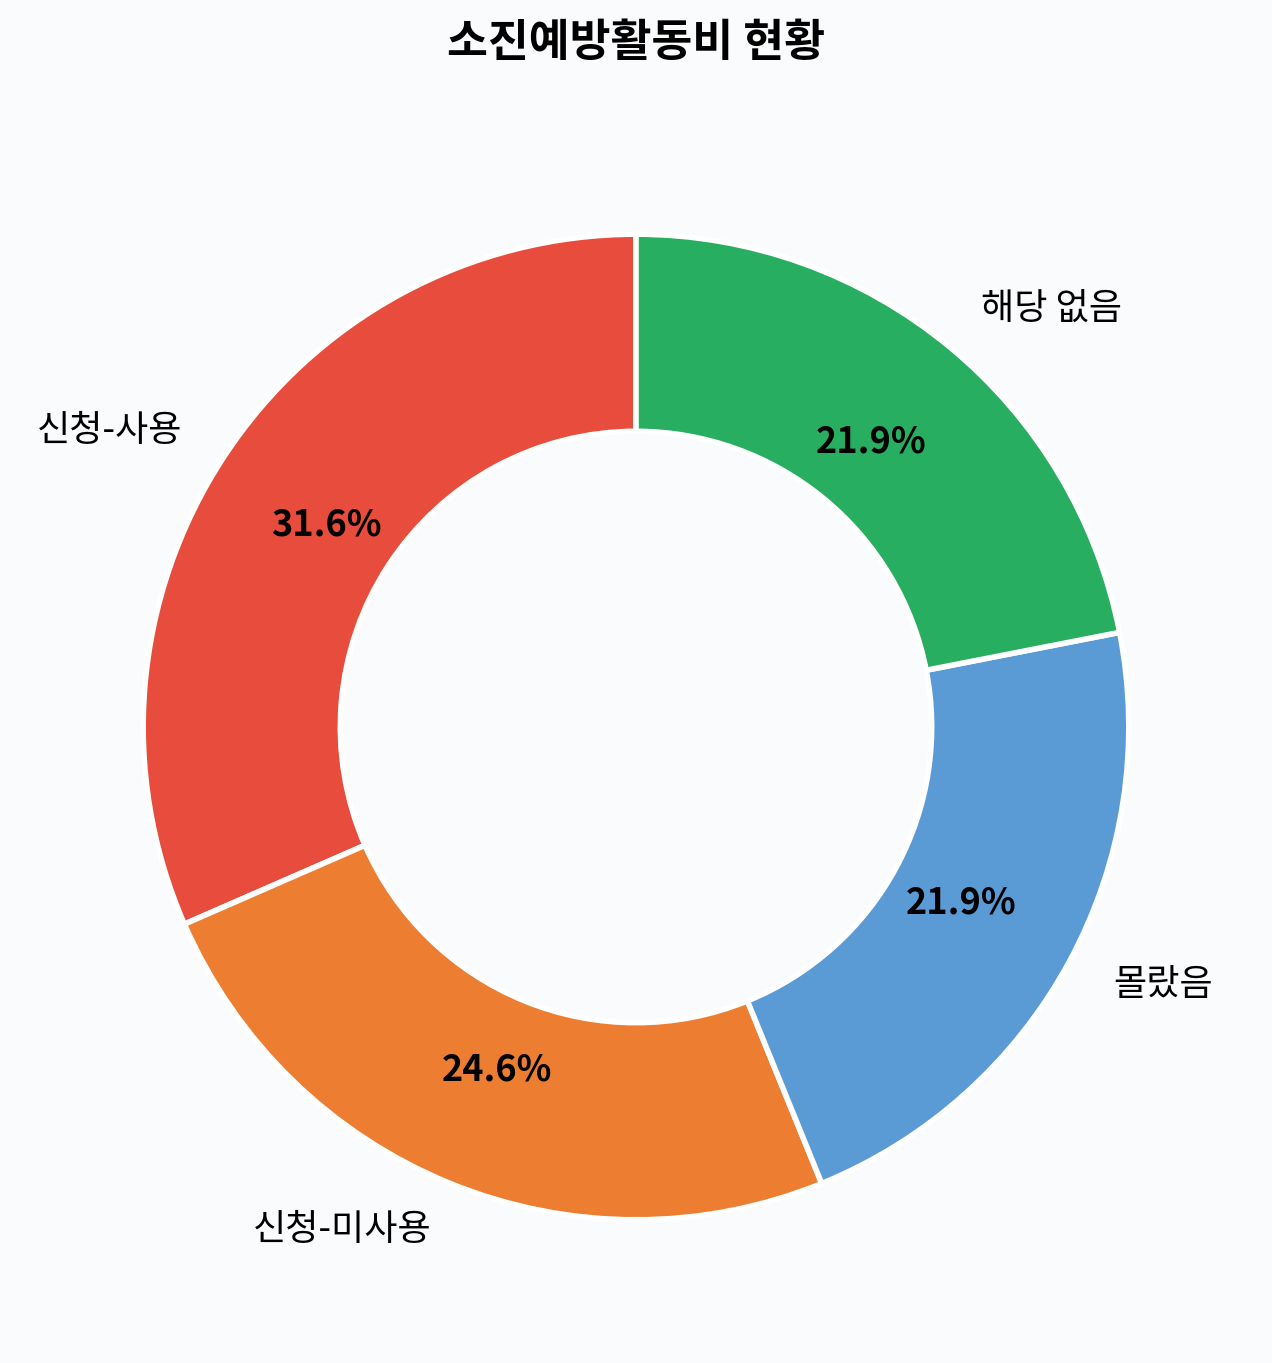 소진예방활동비 현황
해당 없음
21.9%
신청-사용
31.6%
21.9%
몰랐음
24.6%
신청-미사용